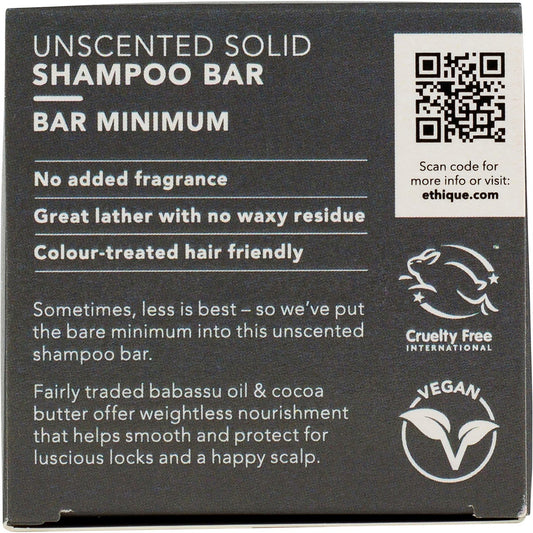 UNSCENTED SOLID
SHAMPOO BAR
BAR MINIMUM
No added fragrance
Great lather with no waxy residue
Colour-treated hair friendly
Sometimes, less is best – so we've put
the bare minimum into this unscented
shampoo bar.
Fairly traded babassu oil & cocoa
butter offer weightless nourishment
that helps smooth and protect for
luscious locks and a happy scalp.
Scan code for
more info or visit:
ethique.com
™
Cruelty Free
INTERNATIONAL
VEGAN